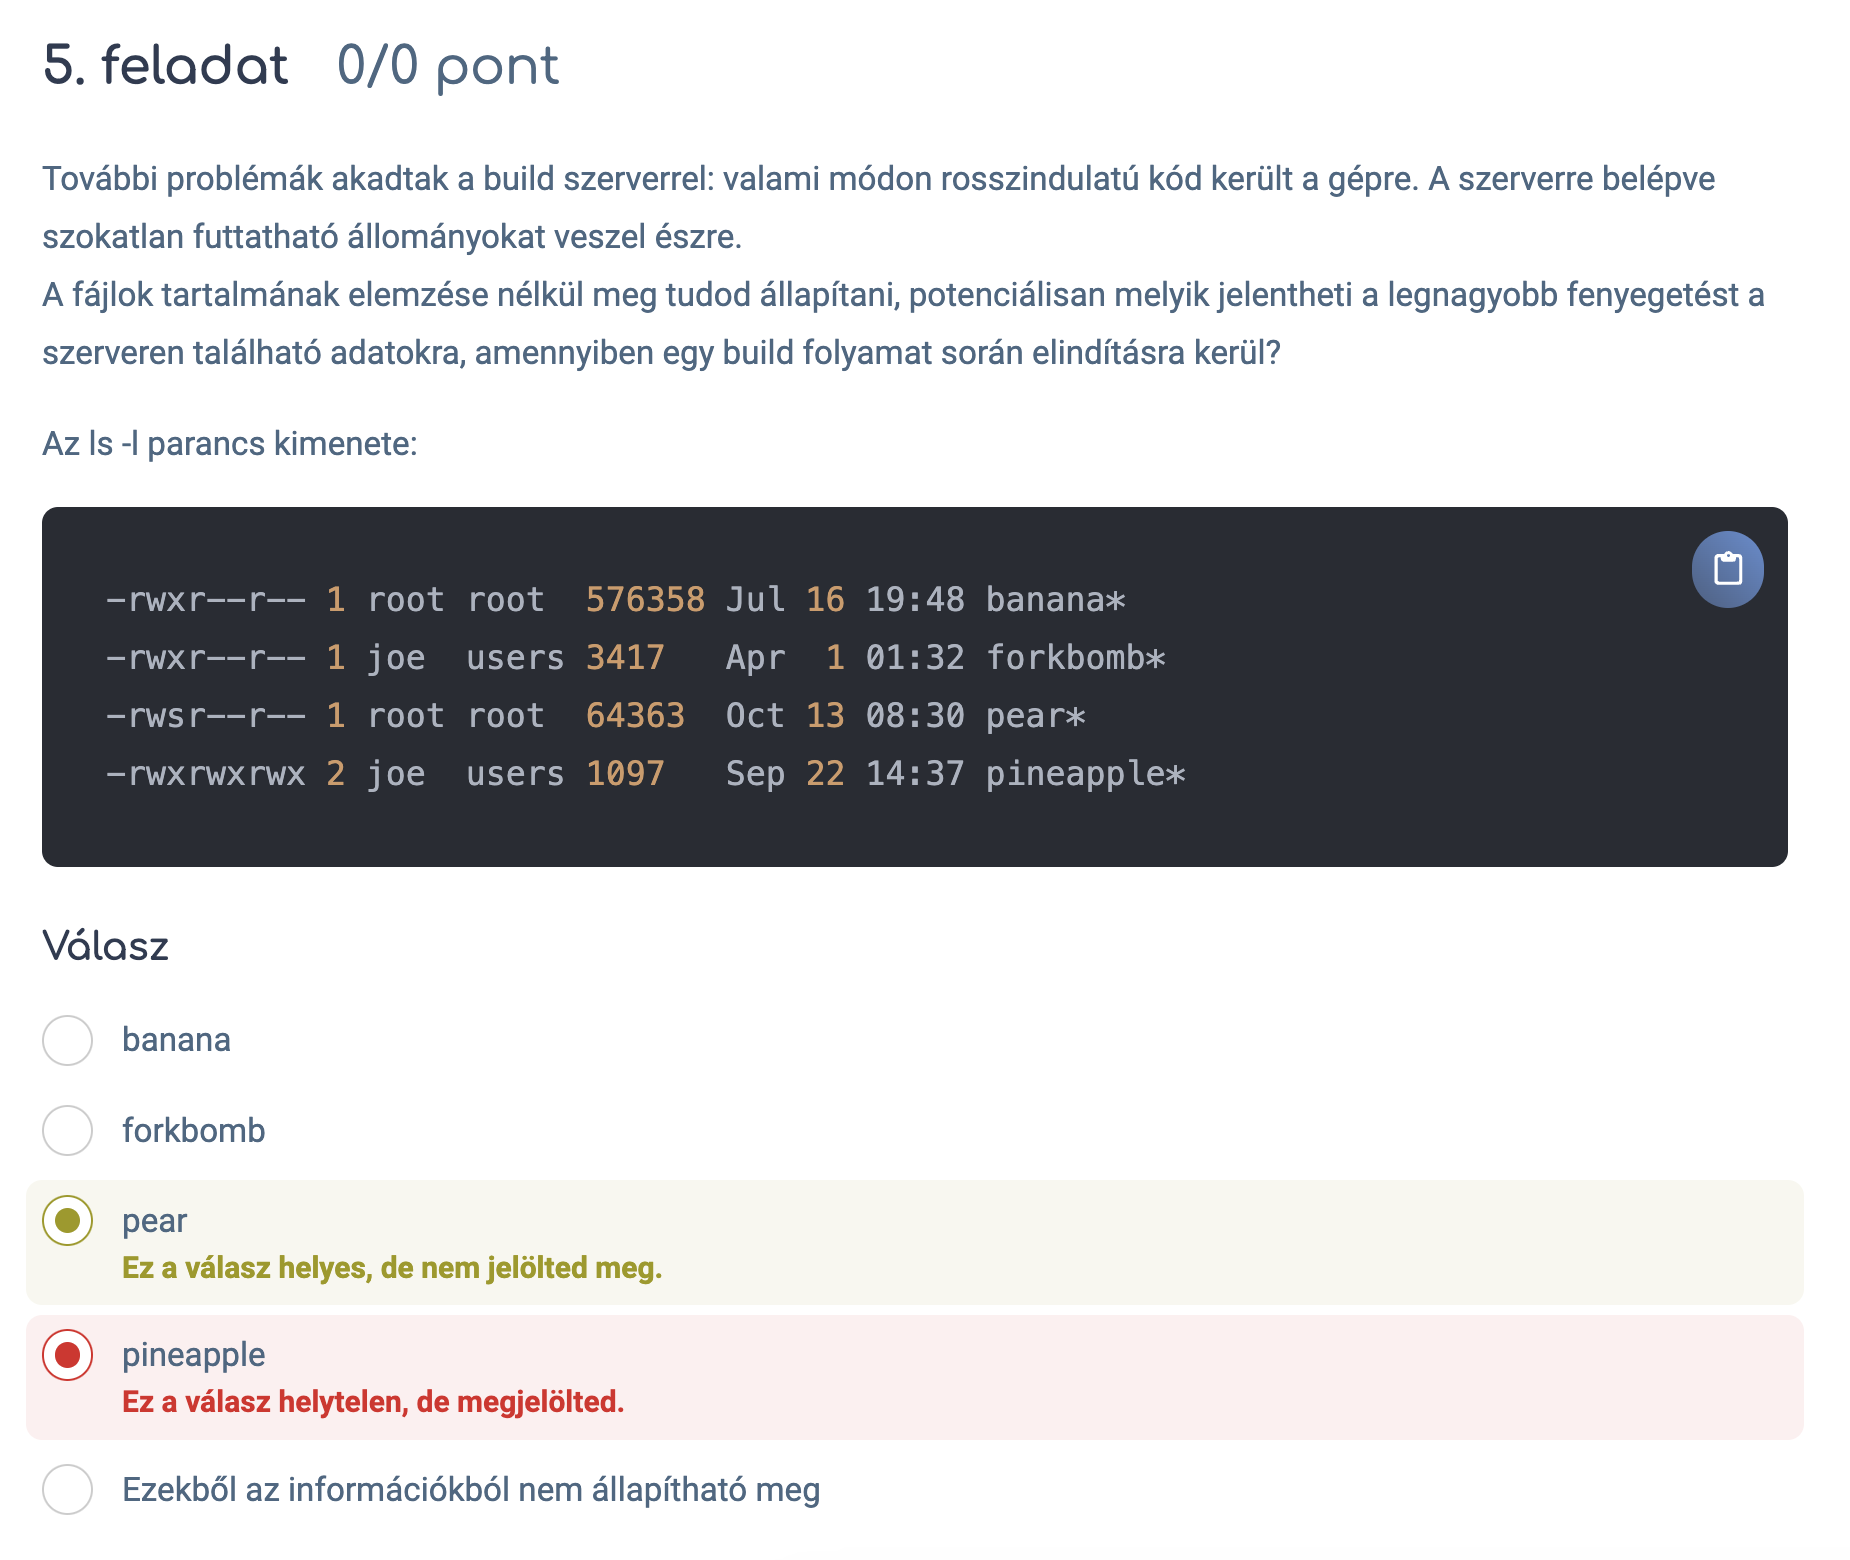 5. feladat 0/0 pont
További problémák akadtak a build szerverrel: valami módon rosszindulatú kód került a gépre. A szerverre belépve
szokatlan futtatható állományokat veszel észre.
A fájlok tartalmának elemzése nélkül meg tudod állapítani, potenciálisan melyik jelentheti a legnagyobb fenyegetést a
szerveren található adatokra, amennyiben egy build folyamat során elindításra kerül?
Az ls -l parancs kimenete:
-rwxr--r-- 1 root root  576358 Jul 16 19:48 banana*
-rwxr--r-- 1 joe  users 3417   Apr  1 01:32 forkbomb*
-rwsr--r-- 1 root root  64363  Oct 13 08:30 pear*
-rwxrwxrwx 2 joe  users 1097   Sep 22 14:37 pineapple*
Válasz
banana
forkbomb
pear
Ez a válasz helyes, de nem jelölted meg.
pineapple
Ez a válasz helytelen, de megjelölted.
Ezekből az információkból nem állapítható meg